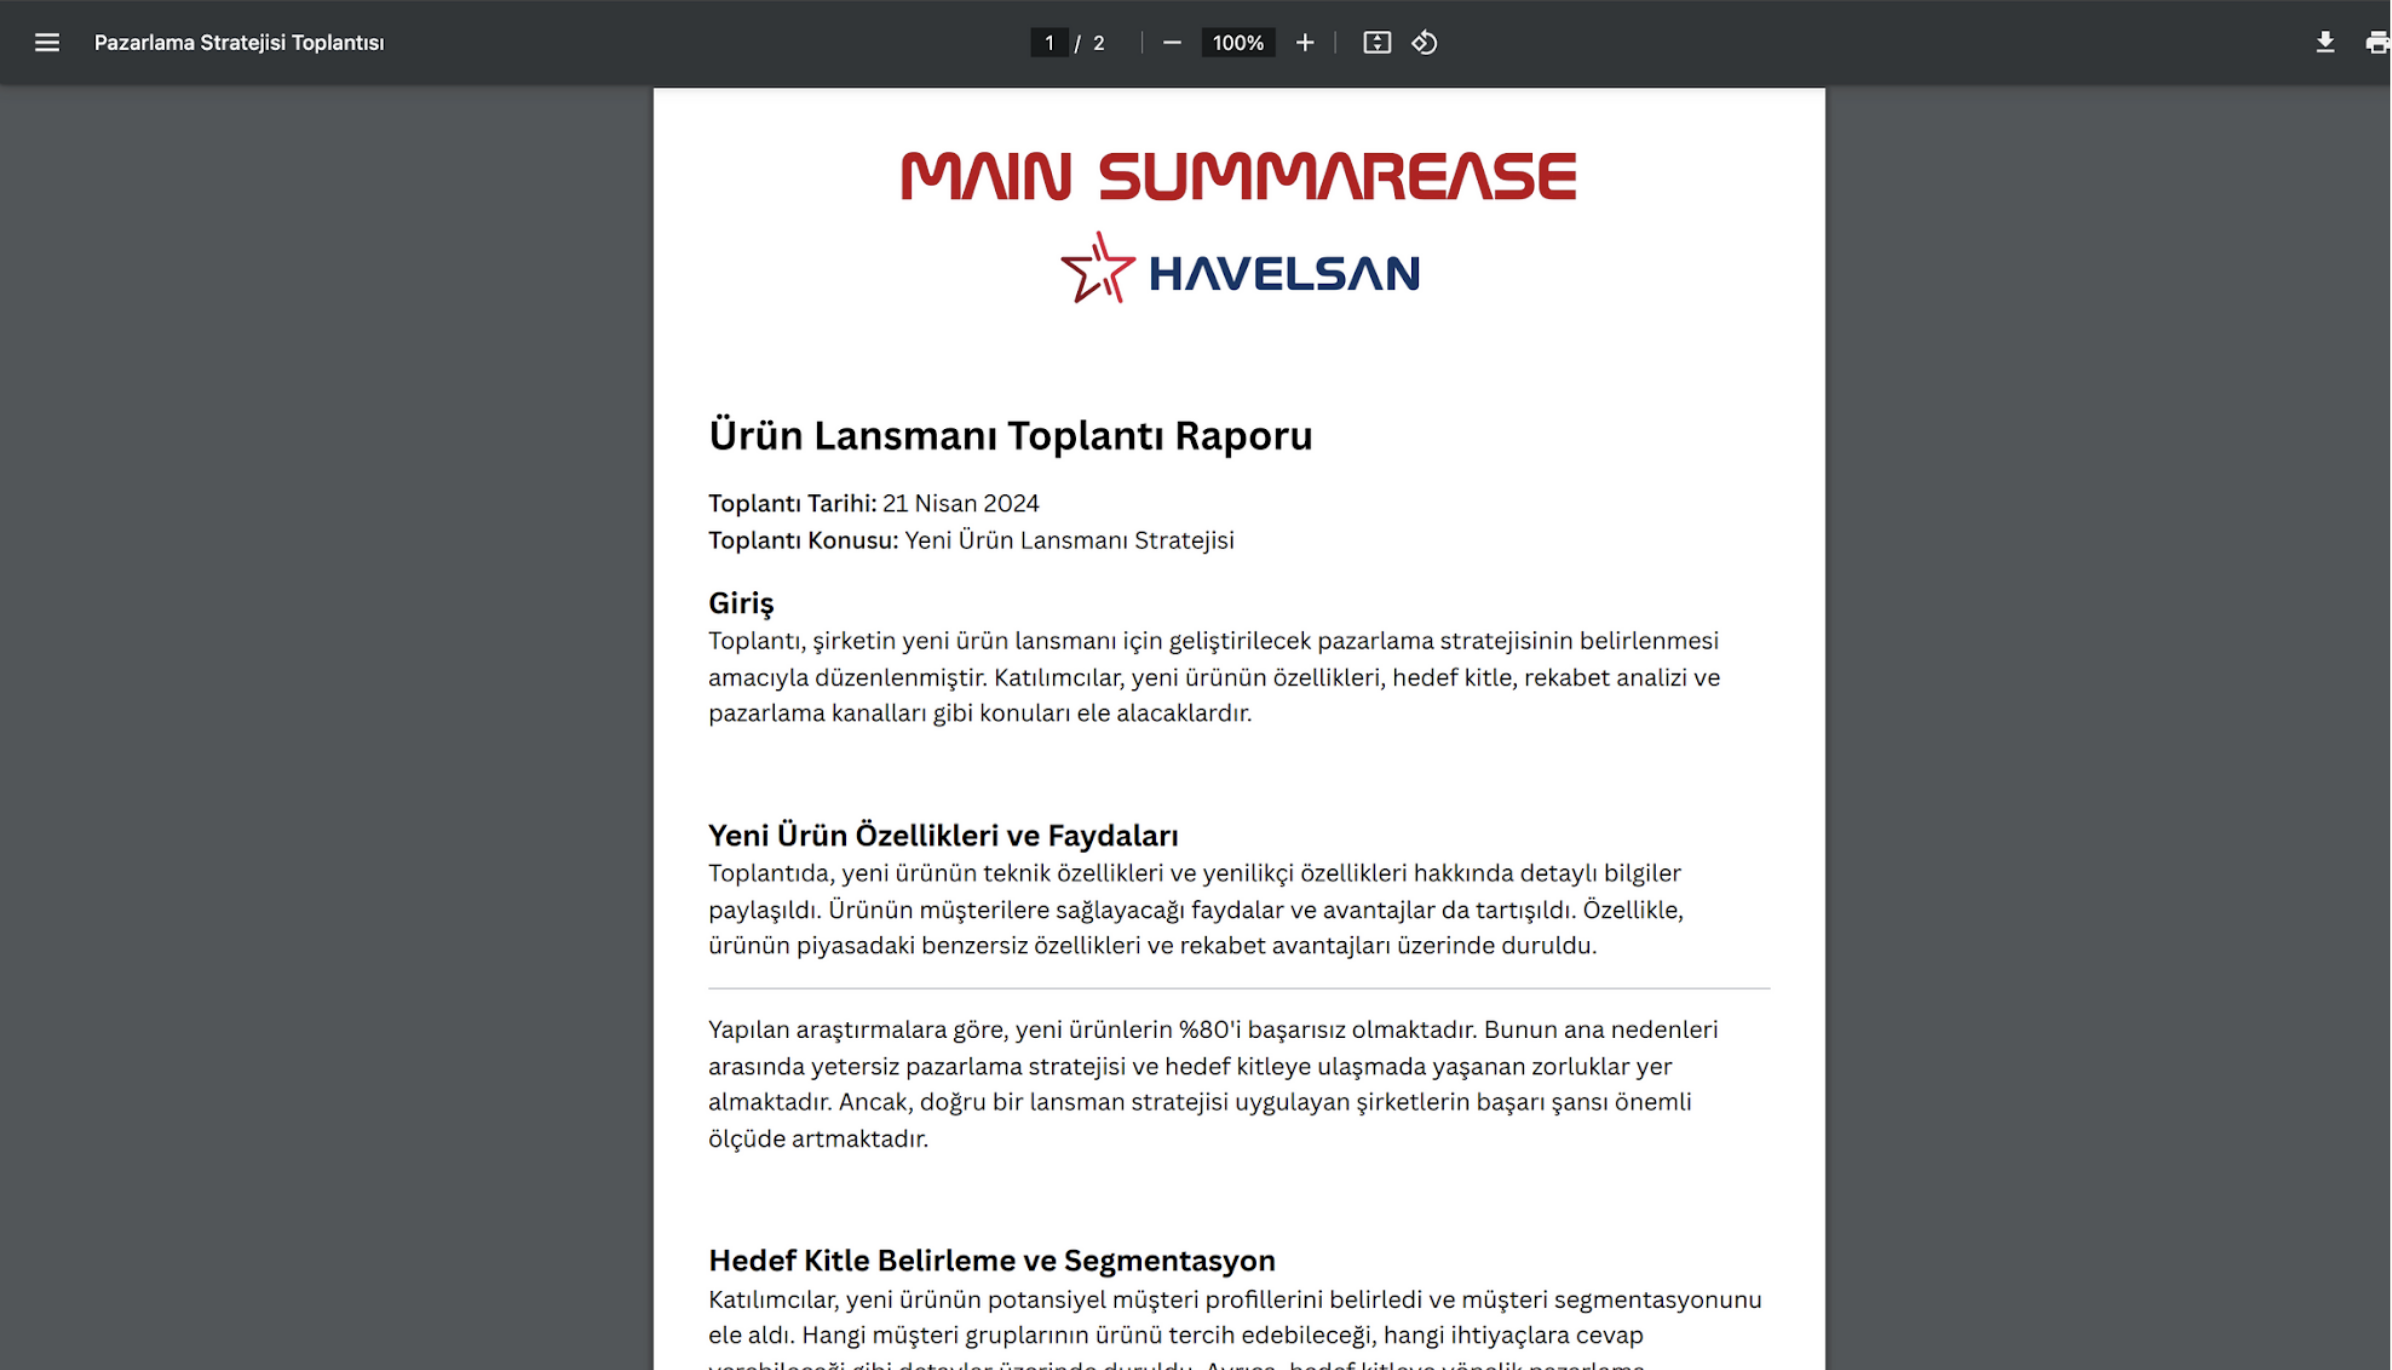 Pazarlama Stratejisi Toplantısı
1 / 2
100%
MAIN SUMMAREASE
HAVELSAN
Ürün Lansmanı Toplantı Raporu
Toplantı Tarihi: 21 Nisan 2024
Toplantı Konusu: Yeni Ürün Lansmanı Stratejisi
Giriş
Toplantı, şirketin yeni ürün lansmanı için geliştirilecek pazarlama stratejisinin belirlenmesi
amacıyla düzenlenmiştir. Katılımcılar, yeni ürünün özellikleri, hedef kitle, rekabet analizi ve
pazarlama kanalları gibi konuları ele alacaklardır.
Yeni Ürün Özellikleri ve Faydaları
Toplantıda, yeni ürünün teknik özellikleri ve yenilikçi özellikleri hakkında detaylı bilgiler
paylaşıldı. Ürünün müşterilere sağlayacağı faydalar ve avantajlar da tartışıldı. Özellikle,
ürünün piyasadaki benzersiz özellikleri ve rekabet avantajları üzerinde duruldu.
Yapılan araştırmalara göre, yeni ürünlerin %80'i başarısız olmaktadır. Bunun ana nedenleri
arasında yetersiz pazarlama stratejisi ve hedef kitleye ulaşmada yaşanan zorluklar yer
almaktadır. Ancak, doğru bir lansman stratejisi uygulayan şirketlerin başarı şansı önemli
ölçüde artmaktadır.
Hedef Kitle Belirleme ve Segmentasyon
Katılımcılar, yeni ürünün potansiyel müşteri profillerini belirledi ve müşteri segmentasyonunu
ele aldı. Hangi müşteri gruplarının ürünü tercih edebileceği, hangi ihtiyaçlara cevap